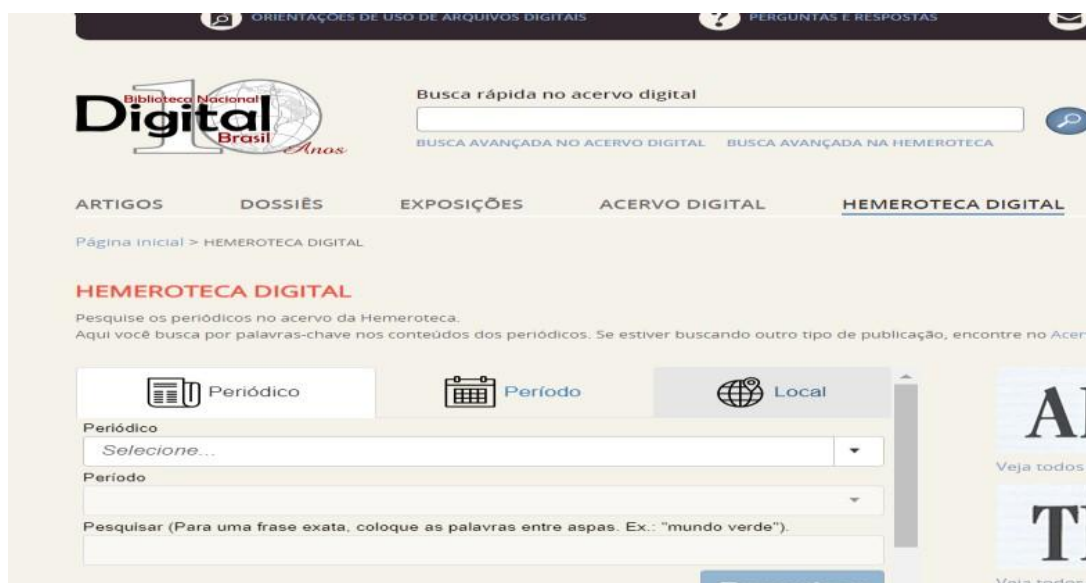 ORIENTAÇÕES DE USO DE ARQUIVOS DIGITAIS
PERGUNTAS E RESPOSTAS
10
Biblioteca Nacional
Digital
Brasil
Anos
Busca rápida no acervo digital
BUSCA AVANÇADA NO ACERVO DIGITAL BUSCA AVANÇADA NA HEMEROTECA
ARTIGOS DOSSIÊS EXPOSIÇÕES ACERVO DIGITAL HEMEROTECA DIGITAL
Página inicial > HEMEROTECA DIGITAL
HEMEROTECA DIGITAL
Pesquise os periódicos no acervo da Hemeroteca.
Aqui você busca por palavras-chave nos conteúdos dos periódicos. Se estiver buscando outro tipo de publicação, encontre no Acer
Periódico Período Local
Periódico
Selecione...
Período
Pesquisar (Para uma frase exata, coloque as palavras entre aspas. Ex.: "mundo verde").
Veja todos
Veja todos